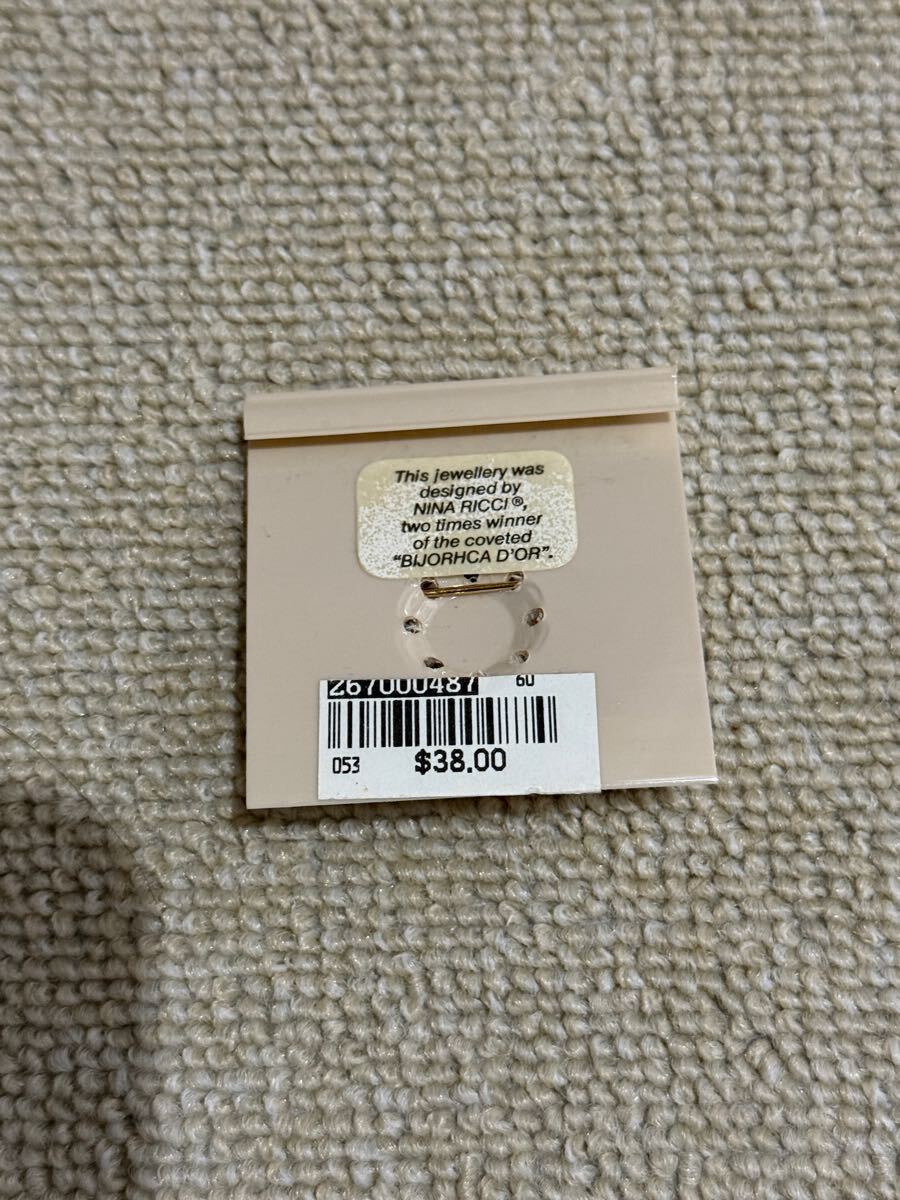 This jewellery was
designed by
NINA RICCI®,
two times winner
of the coveted
“BIJORHCA D'OR”.
267000487 60
053 $38.00